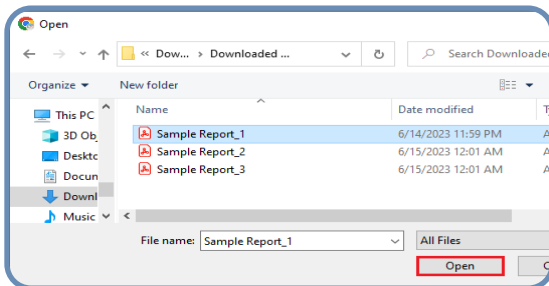 Open
« Dow... > Downloaded ...
Search Downloaded
Organize
New folder
Name
Date modified
This PC
3D Obj
Desktc
Docun
Downl
Music
Sample Report_1 6/14/2023 11:59 PM A
Sample Report_2 6/15/2023 12:01 AM A
Sample Report_3 6/15/2023 12:01 AM A
File name: Sample Report_1
All Files
Open